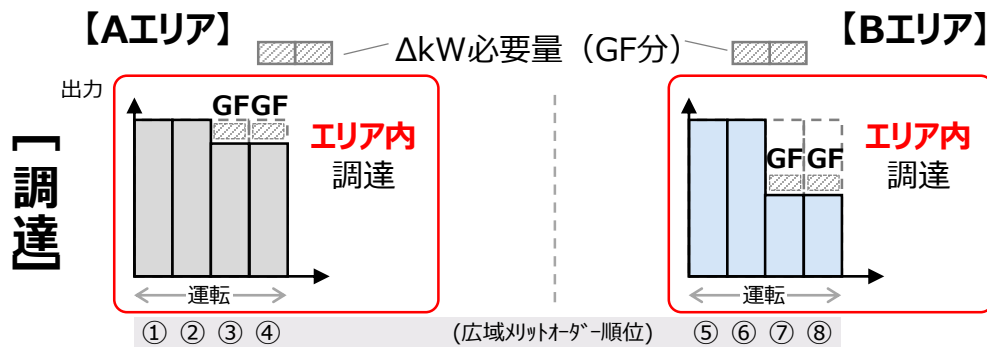 【Aエリア】
ΔkW必要量（GF分）
【Bエリア】
出力
GF GF
エリア内
調達
GF GF
エリア内
調達
【調達】
運転
運転
① ② ③ ④ (広域ﾒﾘｯﾄオーダー順位) ⑤ ⑥ ⑦ ⑧